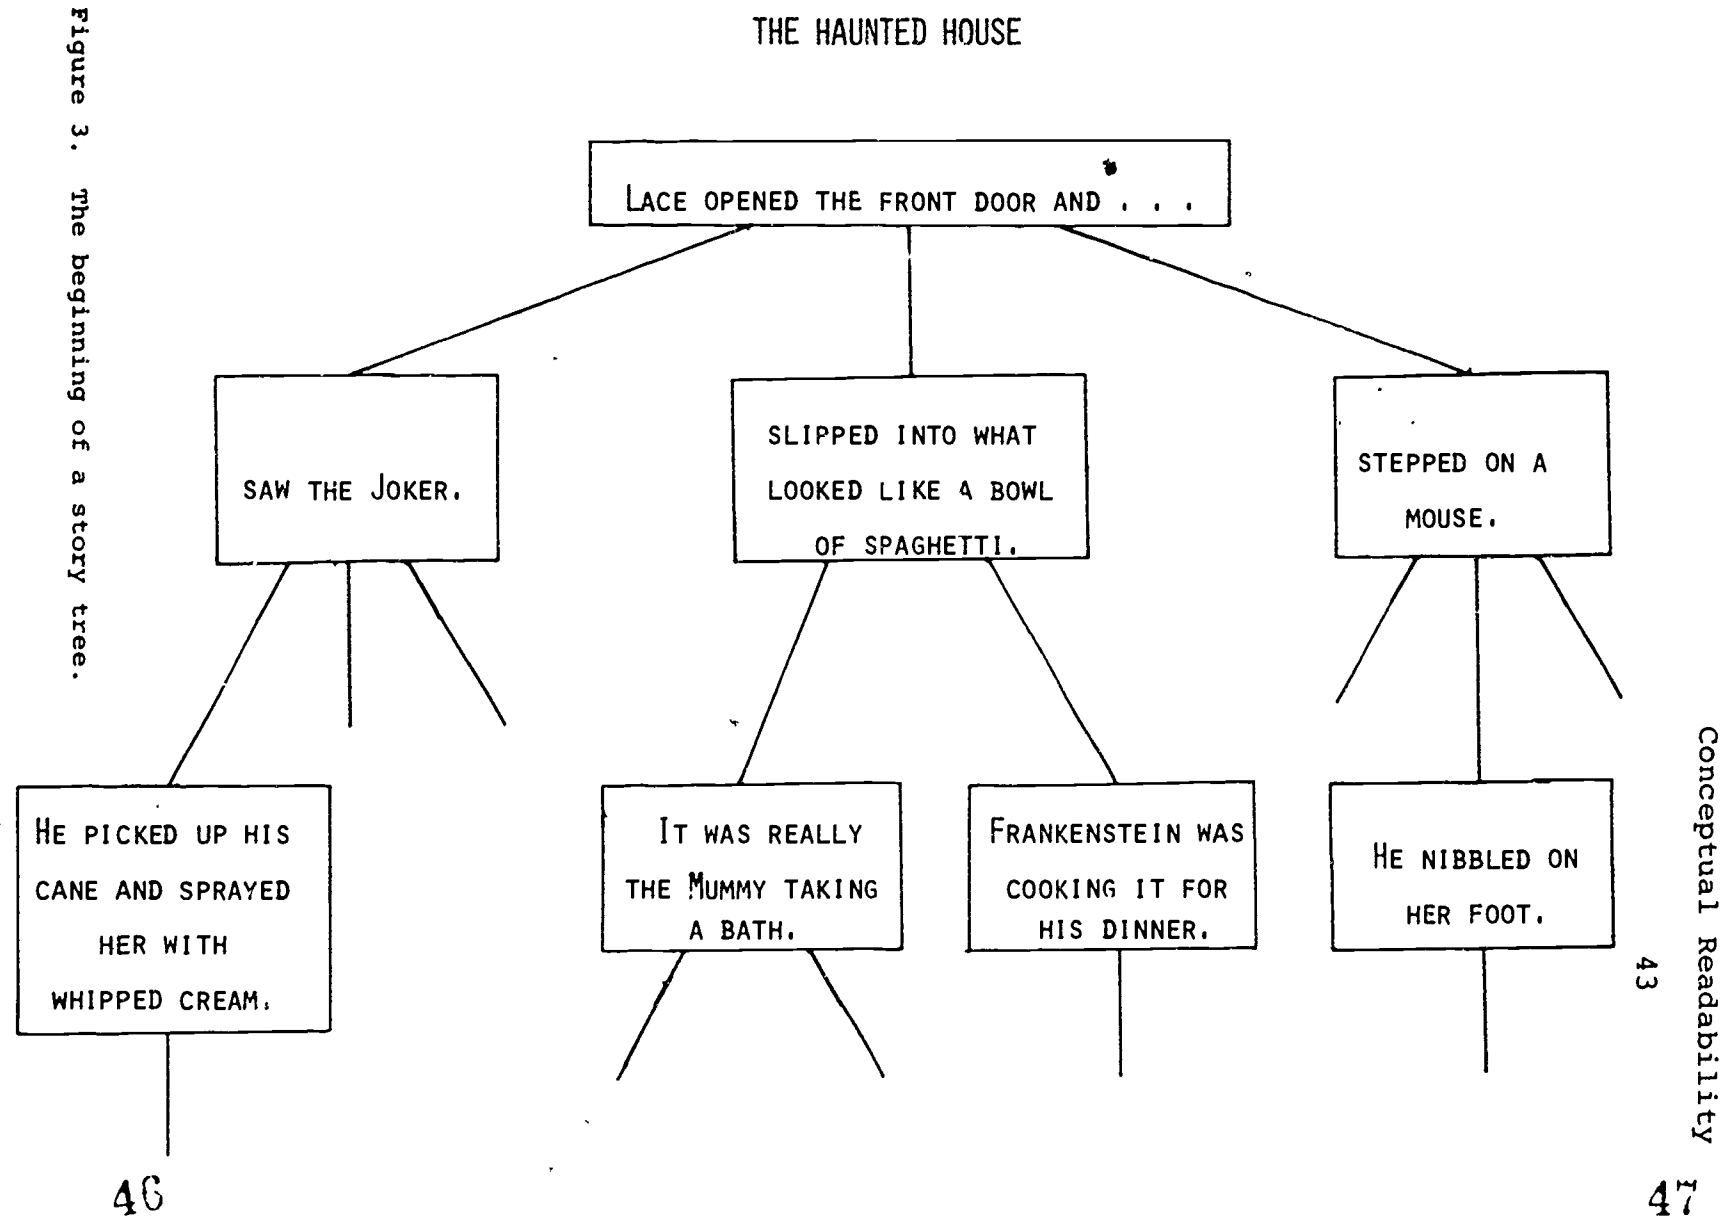 THE HAUNTED HOUSE
LACE OPENED THE FRONT DOOR AND . . .
SAW THE JOKER.
SLIPPED INTO WHAT
LOOKED LIKE A BOWL
OF SPAGHETTI.
STEPPED ON A
MOUSE.
HE PICKED UP HIS
CANE AND SPRAYED
HER WITH
WHIPPED CREAM.
IT WAS REALLY
THE MUMMY TAKING
A BATH.
FRANKENSTEIN WAS
COOKING IT FOR
HIS DINNER.
HE NIBBLED ON
HER FOOT.
Figure 3. The beginning of a story tree.
Conceptual Readability
43
46
47